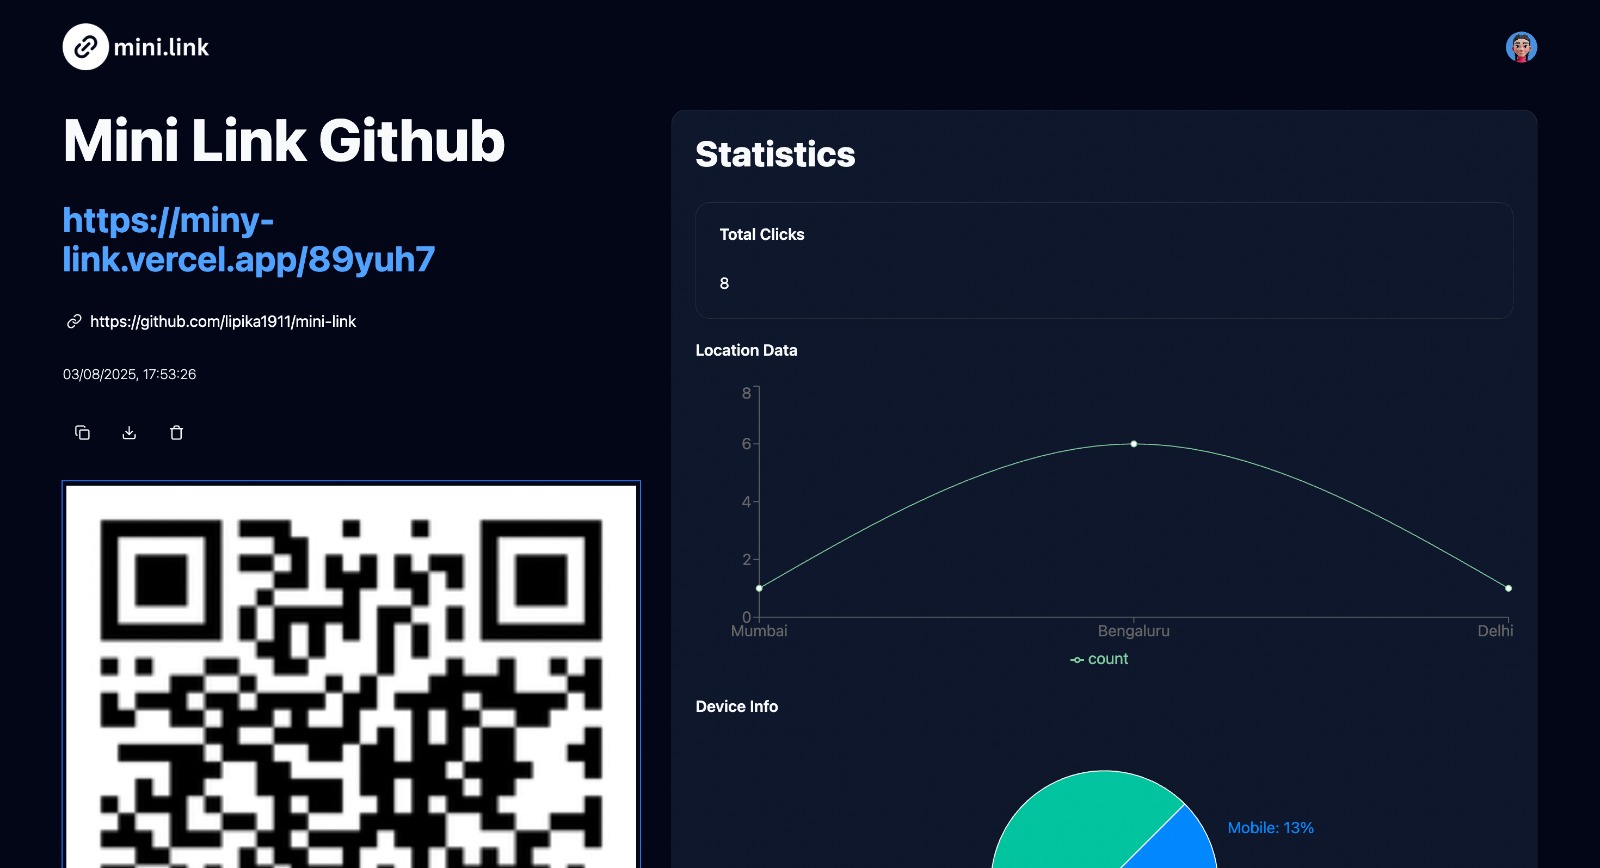 mini.link
Mini Link Github
https://miny-
link.vercel.app/89yuh7
https://github.com/lipika1911/mini-link
03/08/2025, 17:53:26
Statistics
Total Clicks
8
Location Data
8
6
4
2
0
Mumbai Bengaluru Delhi
count
Device Info
Mobile: 13%